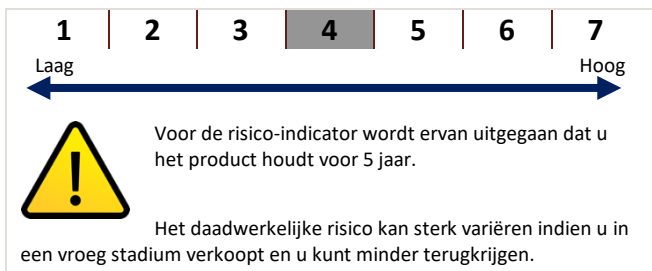 1 2 3 4 5 6 7
Laag Hoog
Voor de risico-indicator wordt ervan uitgegaan dat u
het product houdt voor 5 jaar.
Het daadwerkelijke risico kan sterk variëren indien u in
een vroeg stadium verkoopt en u kunt minder terugkrijgen.